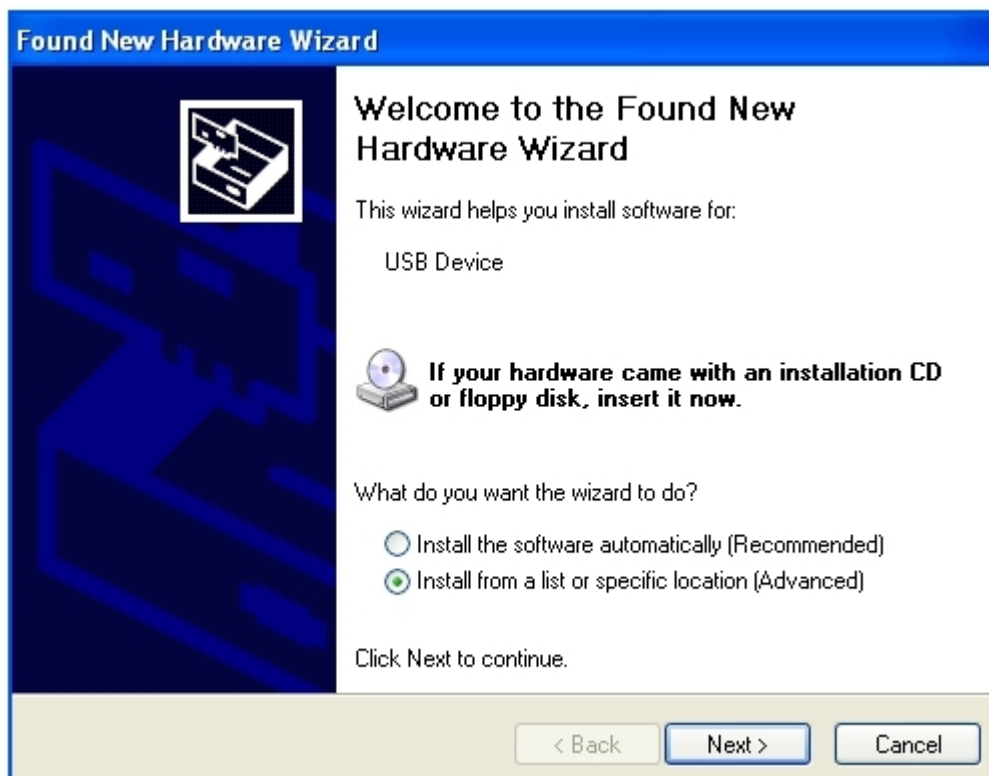 Found New Hardware Wizard
Welcome to the Found New
Hardware Wizard
This wizard helps you install software for:
USB Device
If your hardware came with an installation CD
or floppy disk, insert it now.
What do you want the wizard to do?
Install the software automatically (Recommended)
Install from a list or specific location (Advanced)
Click Next to continue.
< Back Next > Cancel